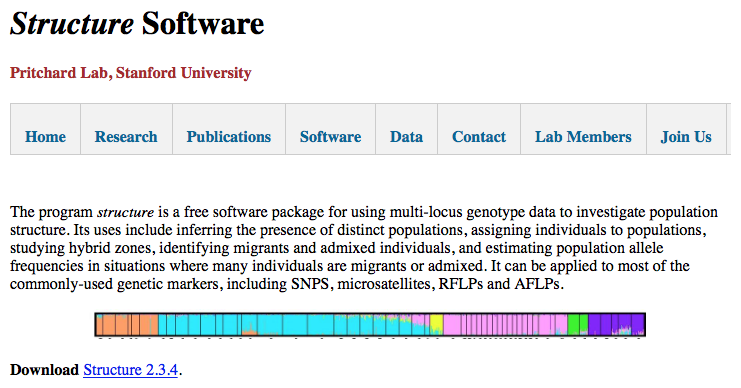 Structure Software
Pritchard Lab, Stanford University
Home Research Publications Software Data Contact Lab Members Join Us
The program structure is a free software package for using multi-locus genotype data to investigate population
structure. Its uses include inferring the presence of distinct populations, assigning individuals to populations,
studying hybrid zones, identifying migrants and admixed individuals, and estimating population allele
frequencies in situations where many individuals are migrants or admixed. It can be applied to most of the
commonly-used genetic markers, including SNPS, microsatellites, RFLPs and AFLPs.
Download Structure 2.3.4.